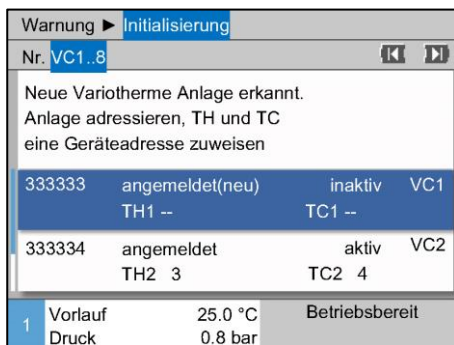 Warnung ► Initialisierung
Nr. VC1..8
Neue Variotherme Anlage erkannt.
Anlage adressieren, TH und TC
eine Geräteadresse zuweisen
333333 angemeldet(neu) inaktiv VC1
TH1 -- TC1 --
333334 angemeldet aktiv VC2
TH2 3 TC2 4
1 Vorlauf 25.0 °C Betriebsbereit
Druck 0.8 bar